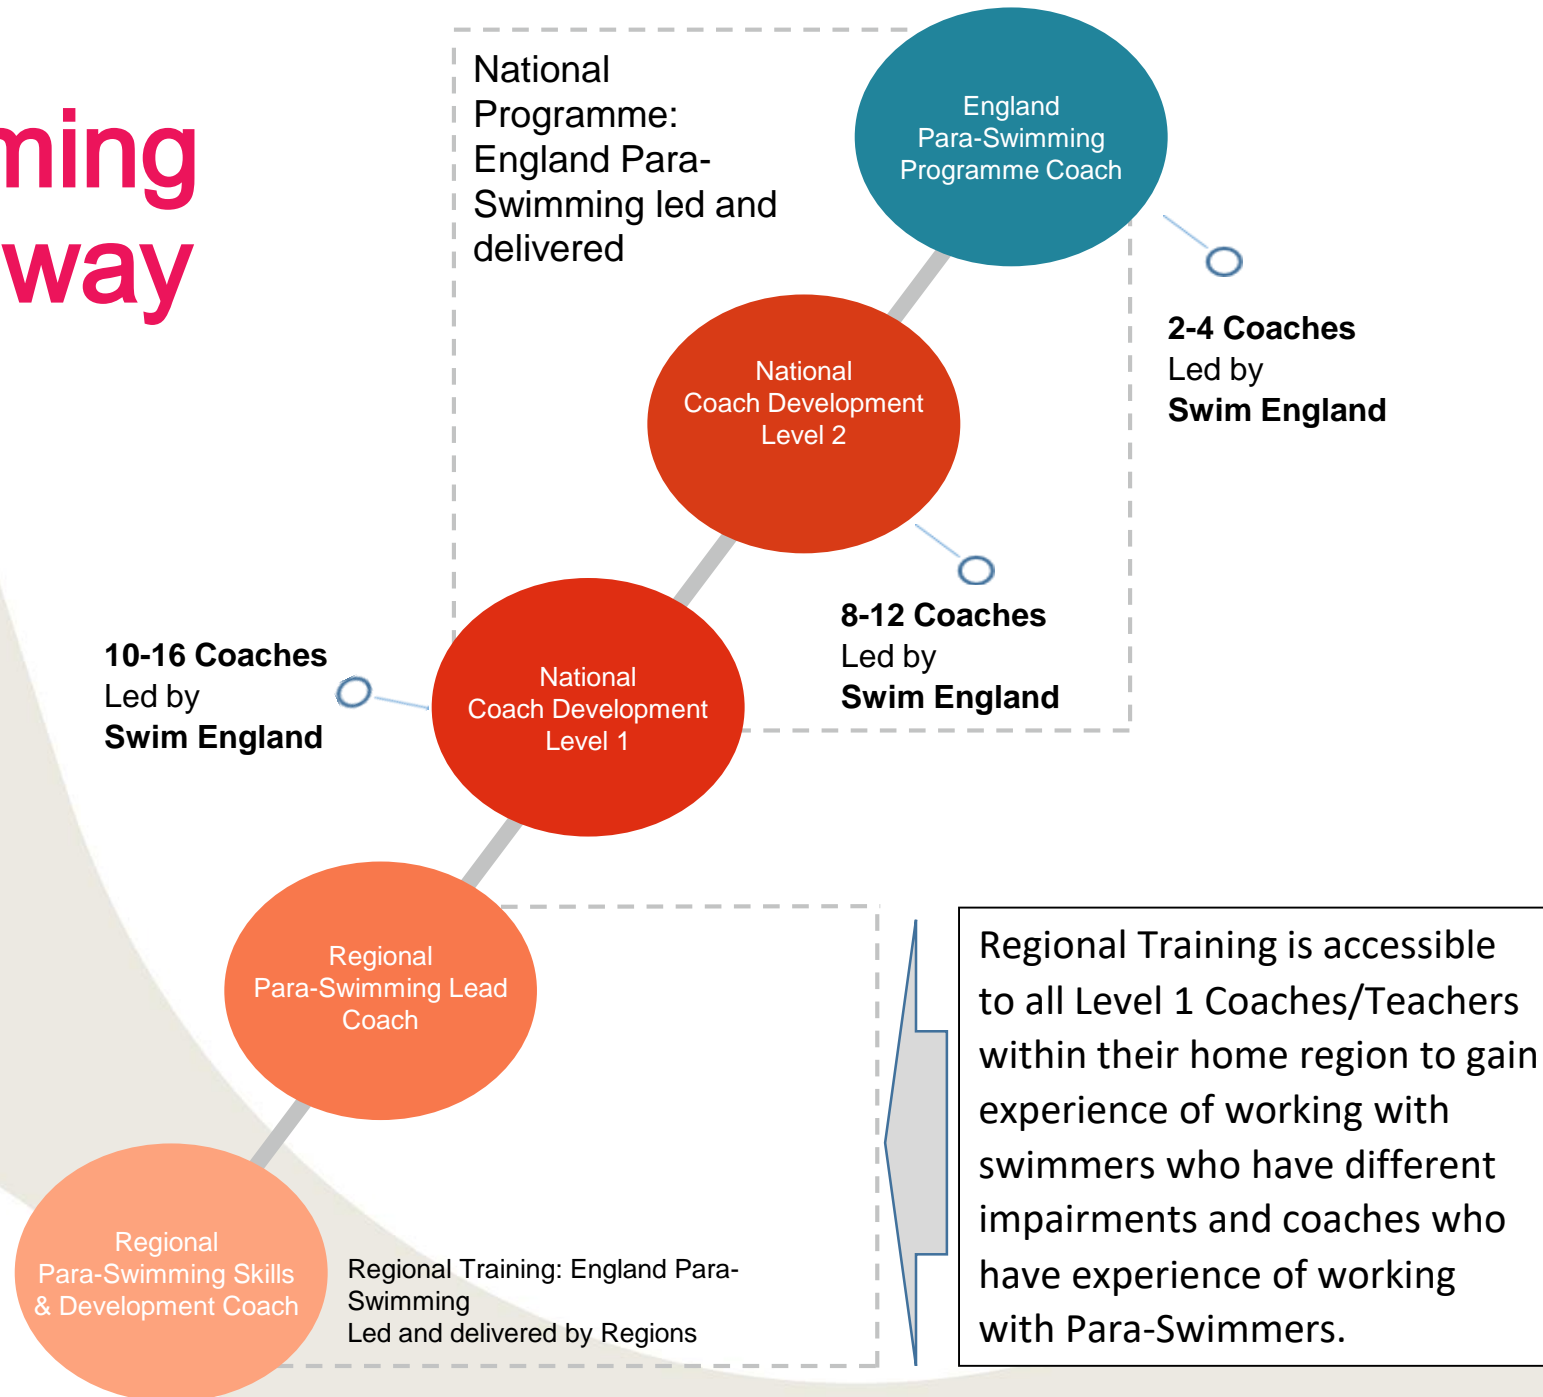 ming
way
National
Programme:
England Para-
Swimming led and
delivered
England
Para-Swimming
Programme Coach
2-4 Coaches
Led by
Swim England
National
Coach Development
Level 2
8-12 Coaches
Led by
Swim England
10-16 Coaches
Led by
Swim England
National
Coach Development
Level 1
Regional
Para-Swimming Lead
Coach
Regional Training is accessible
to all Level 1 Coaches/Teachers
within their home region to gain
experience of working with
swimmers who have different
impairments and coaches who
have experience of working
with Para-Swimmers.
Regional
Para-Swimming Skills
& Development Coach
Regional Training: England Para-
Swimming
Led and delivered by Regions